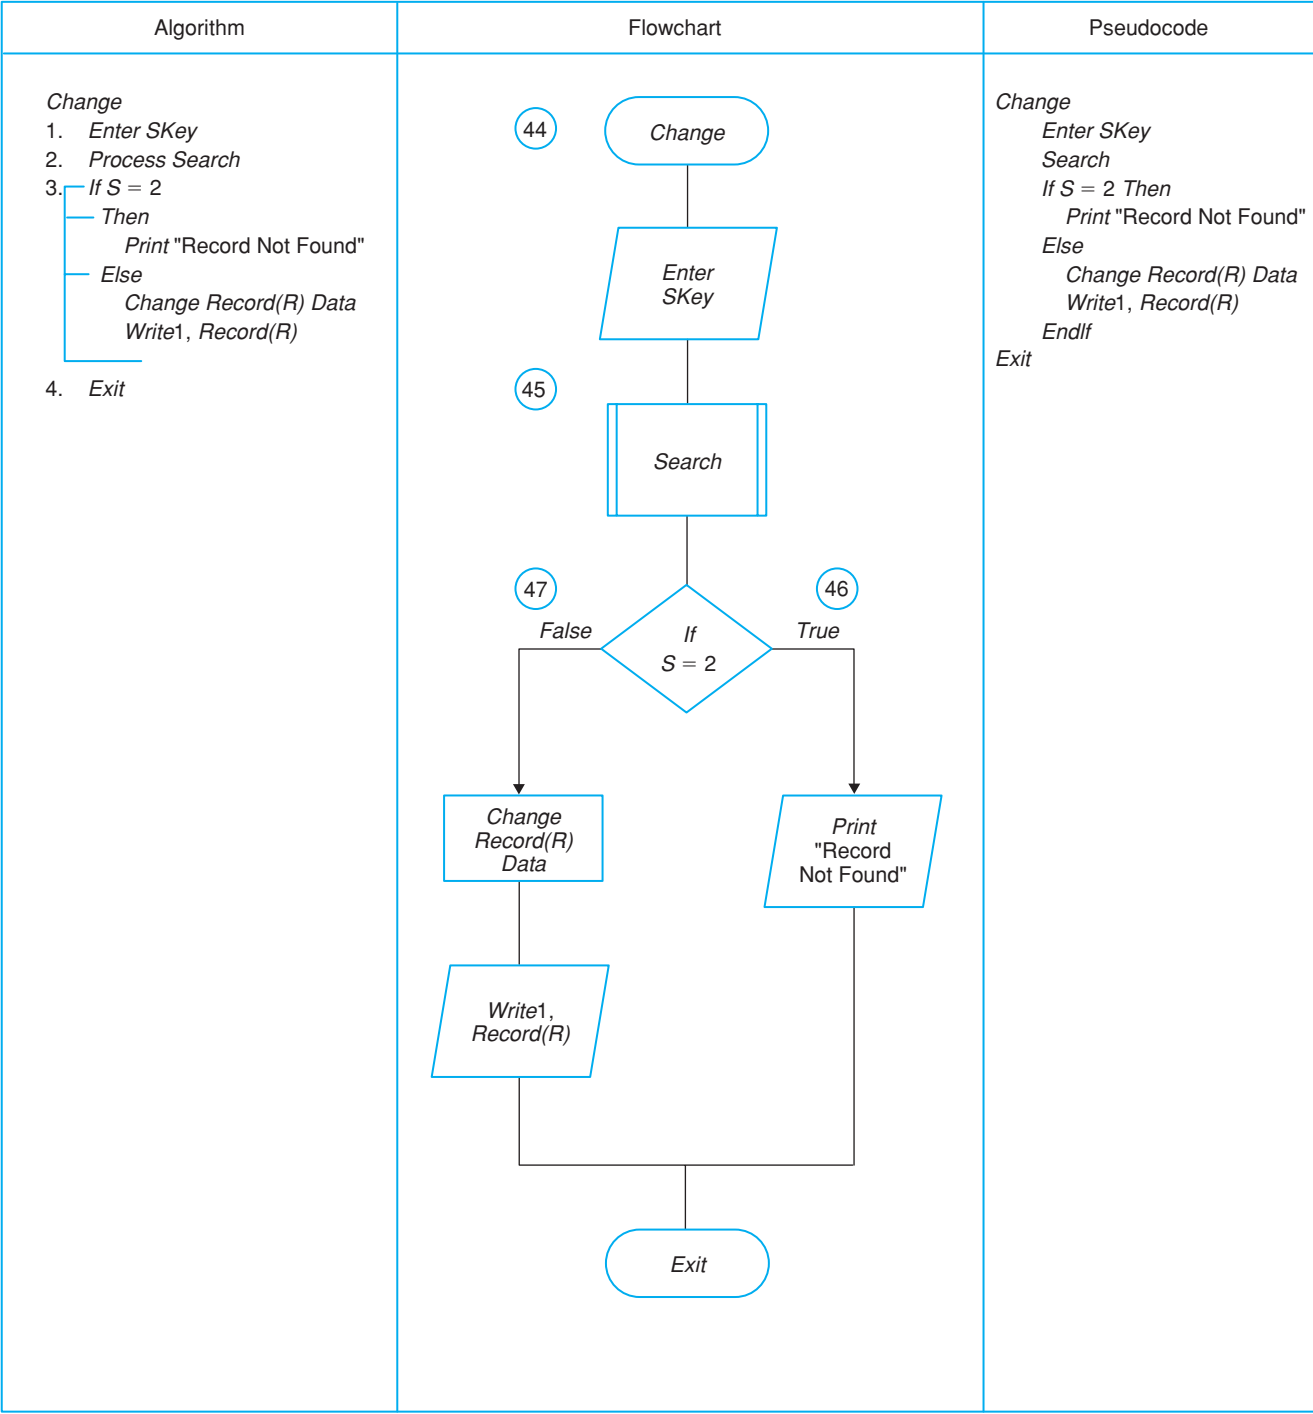 Algorithm
Flowchart
Pseudocode
Change
1. Enter SKey
2. Process Search
3. If S = 2
Then
Print "Record Not Found"
Else
Change Record(R) Data
Write1, Record(R)
4. Exit
44
Change
Enter
SKey
45
Search
47
46
False
If
S = 2
True
Change
Record(R)
Data
Print
"Record
Not Found"
Write1,
Record(R)
Exit
Change
Enter SKey
Search
If S = 2 Then
Print "Record Not Found"
Else
Change Record(R) Data
Write1, Record(R)
EndIf
Exit